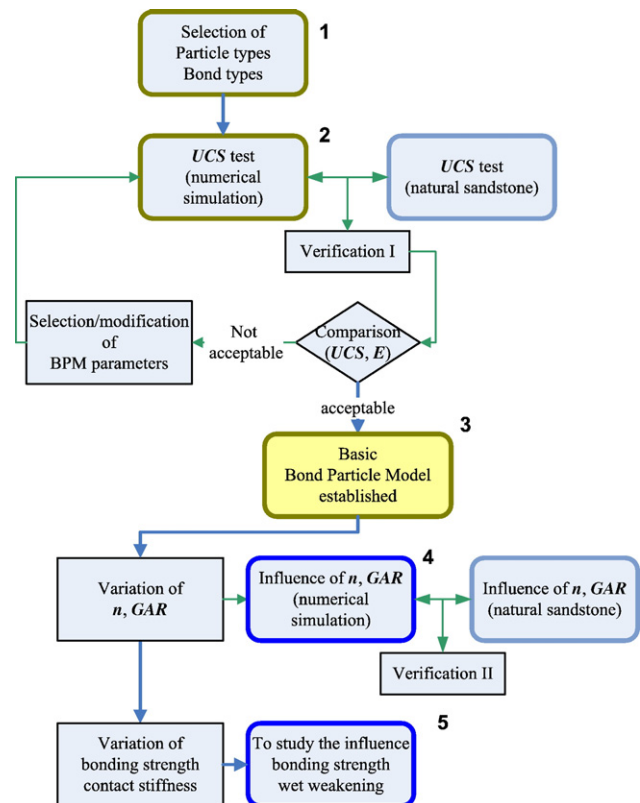 1
Selection of
Particle types
Bond types
2
UCS test
(numerical
simulation)
UCS test
(natural sandstone)
Verification I
Selection/modification
of
BPM parameters
Not
acceptable
Comparison
(UCS, E)
acceptable
3
Basic
Bond Particle Model
established
4
Variation of
n, GAR
Influence of n, GAR
(numerical
simulation)
Influence of n, GAR
(natural sandstone)
Verification II
5
Variation of
bonding strength
contact stiffness
To study the influence
bonding strength
wet weakening